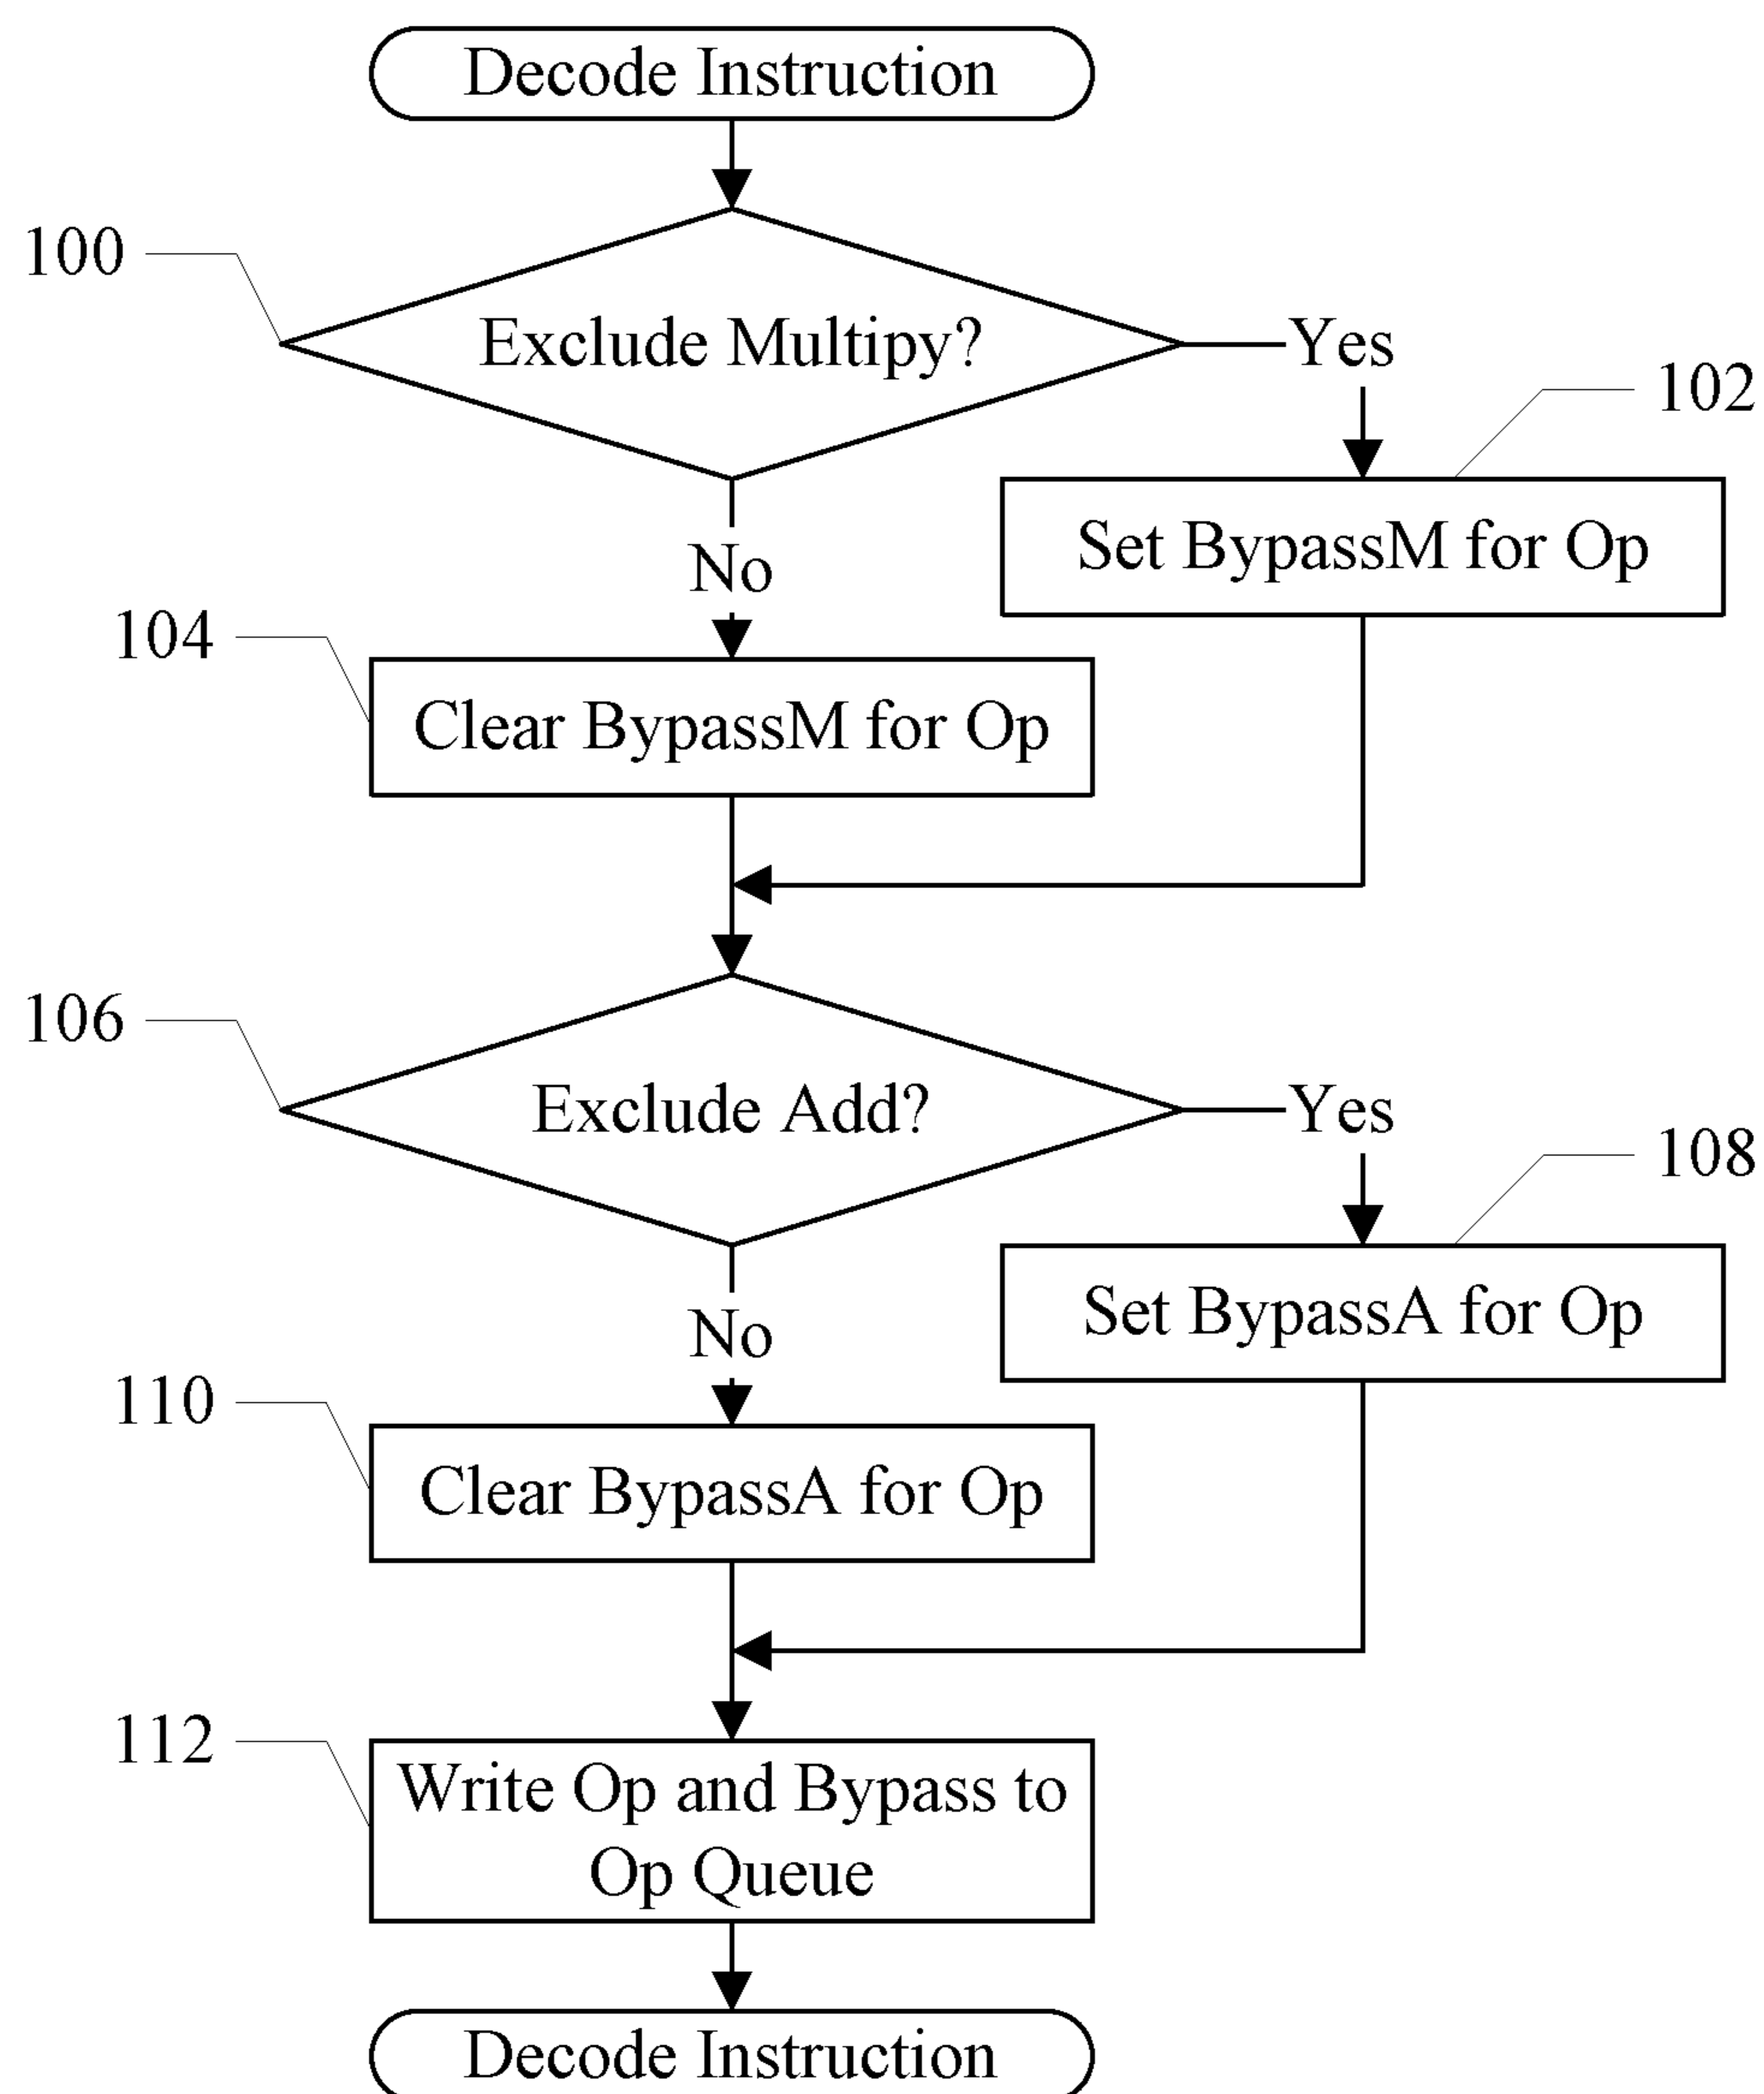 Decode Instruction
100
Exclude Multipy?
Yes
102
Set BypassM for Op
No
104
Clear BypassM for Op
106
Exclude Add?
Yes
108
Set BypassA for Op
No
110
Clear BypassA for Op
112
Write Op and Bypass to
Op Queue
Decode Instruction